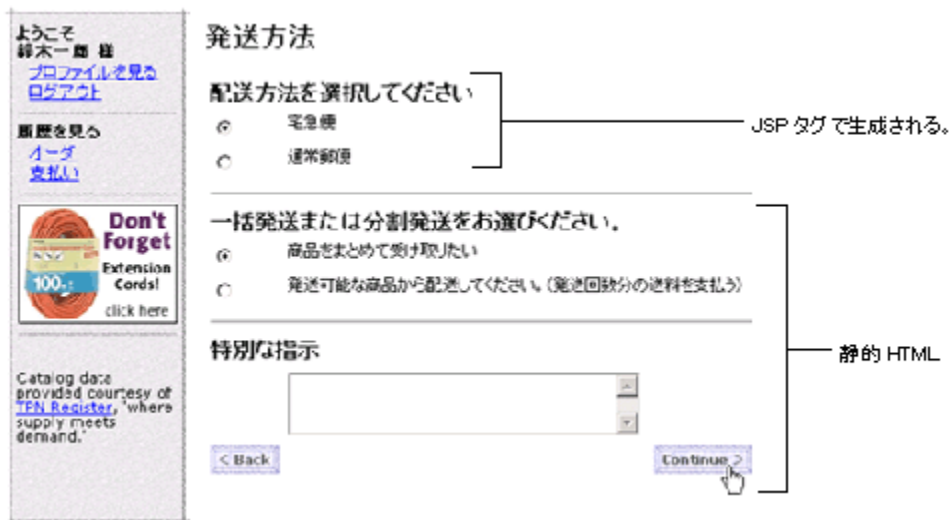 ようこそ
鈴木一郎 様
プロファイルを見る
ログアウト
履歴を見る
オーダ
支払い
Don't
Forget
Extension
Cords!
100
click here
Catalog data
provided courtesy of
TPN Register, "where
supply meets
demand."
発送方法
配送方法を選択してください
宅急便
通常郵便
JSP タグで生成される。
一括発送または分割発送をお選びください。
商品をまとめて受け取りたい
発送可能な商品から配送してください。(発送回数分の送料を支払う)
特別な指示
静的 HTML
< Back
Continue >